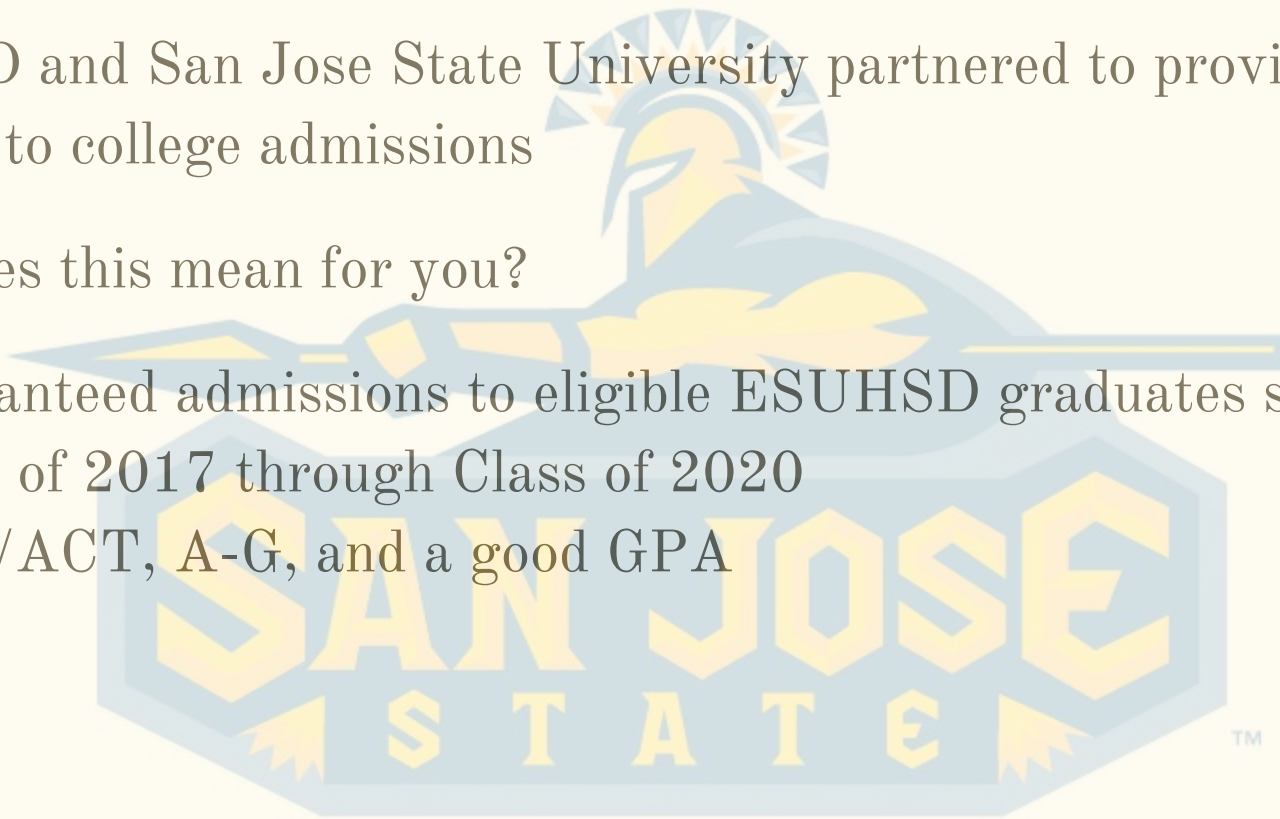 D and San Jose State University partnered to provi
to college admissions
es this mean for you?
anteed admissions to eligible ESUHSD graduates s
of 2017 through Class of 2020
/ACT, A-G, and a good GPA
SAN JOSE
STATE
TM